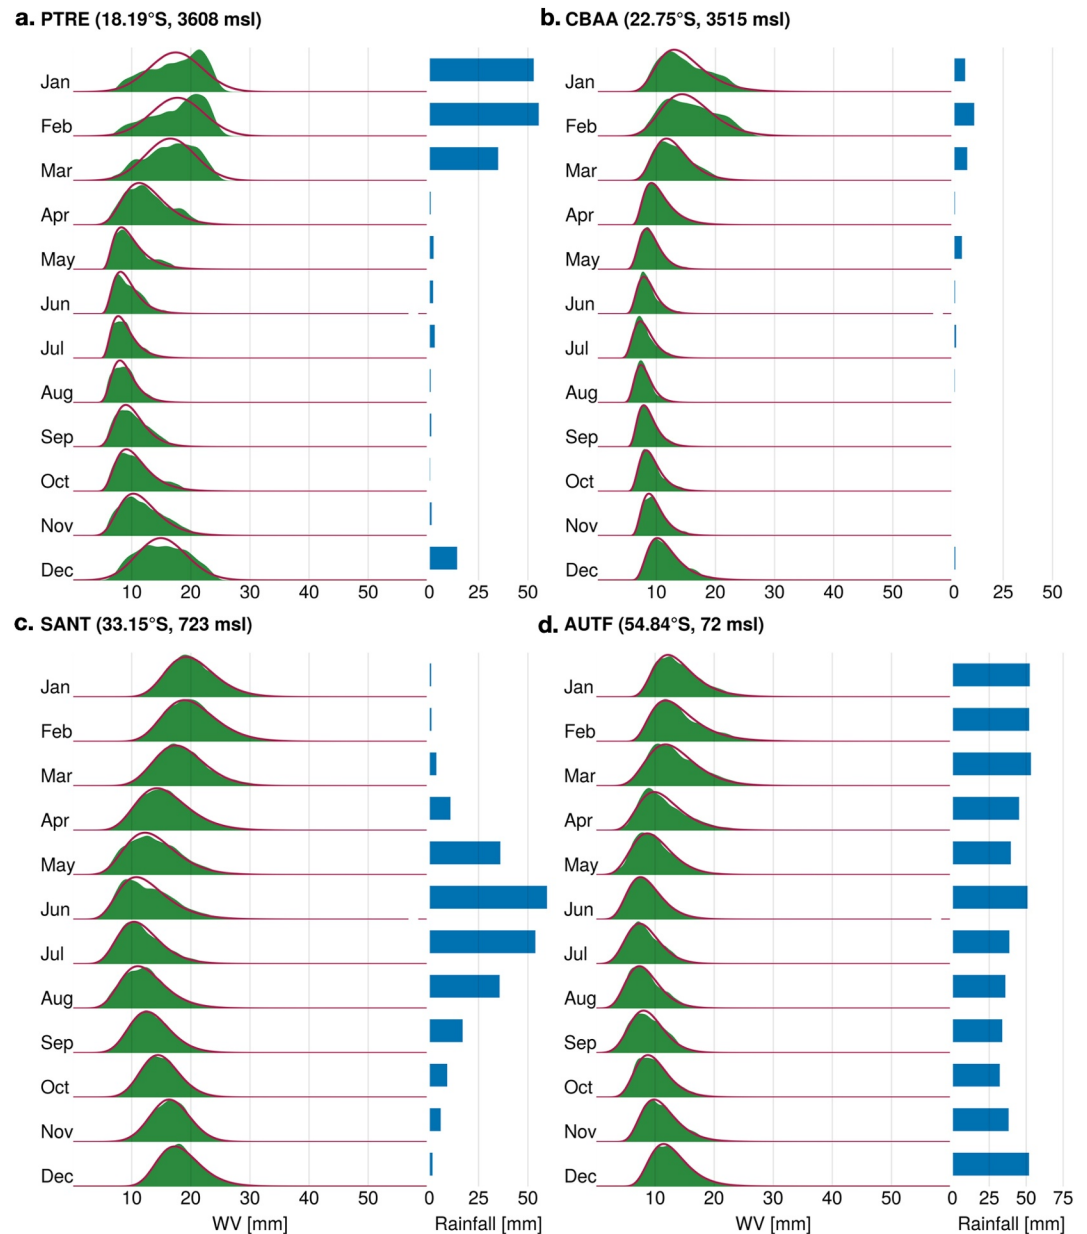 a. PTRE (18.19°S, 3608 msl)
Jan
Feb
Mar
Apr
May
Jun
Jul
Aug
Sep
Oct
Nov
Dec
10 20 30 40 50 0 25 50
b. CBAA (22.75°S, 3515 msl)
Jan
Feb
Mar
Apr
May
Jun
Jul
Aug
Sep
Oct
Nov
Dec
10 20 30 40 50 0 25 50
c. SANT (33.15°S, 723 msl)
Jan
Feb
Mar
Apr
May
Jun
Jul
Aug
Sep
Oct
Nov
Dec
10 20 30 40 50 0 25 50
WV [mm] Rainfall [mm]
d. AUTF (54.84°S, 72 msl)
Jan
Feb
Mar
Apr
May
Jun
Jul
Aug
Sep
Oct
Nov
Dec
10 20 30 40 50 0 25 50 75
WV [mm] Rainfall [mm]